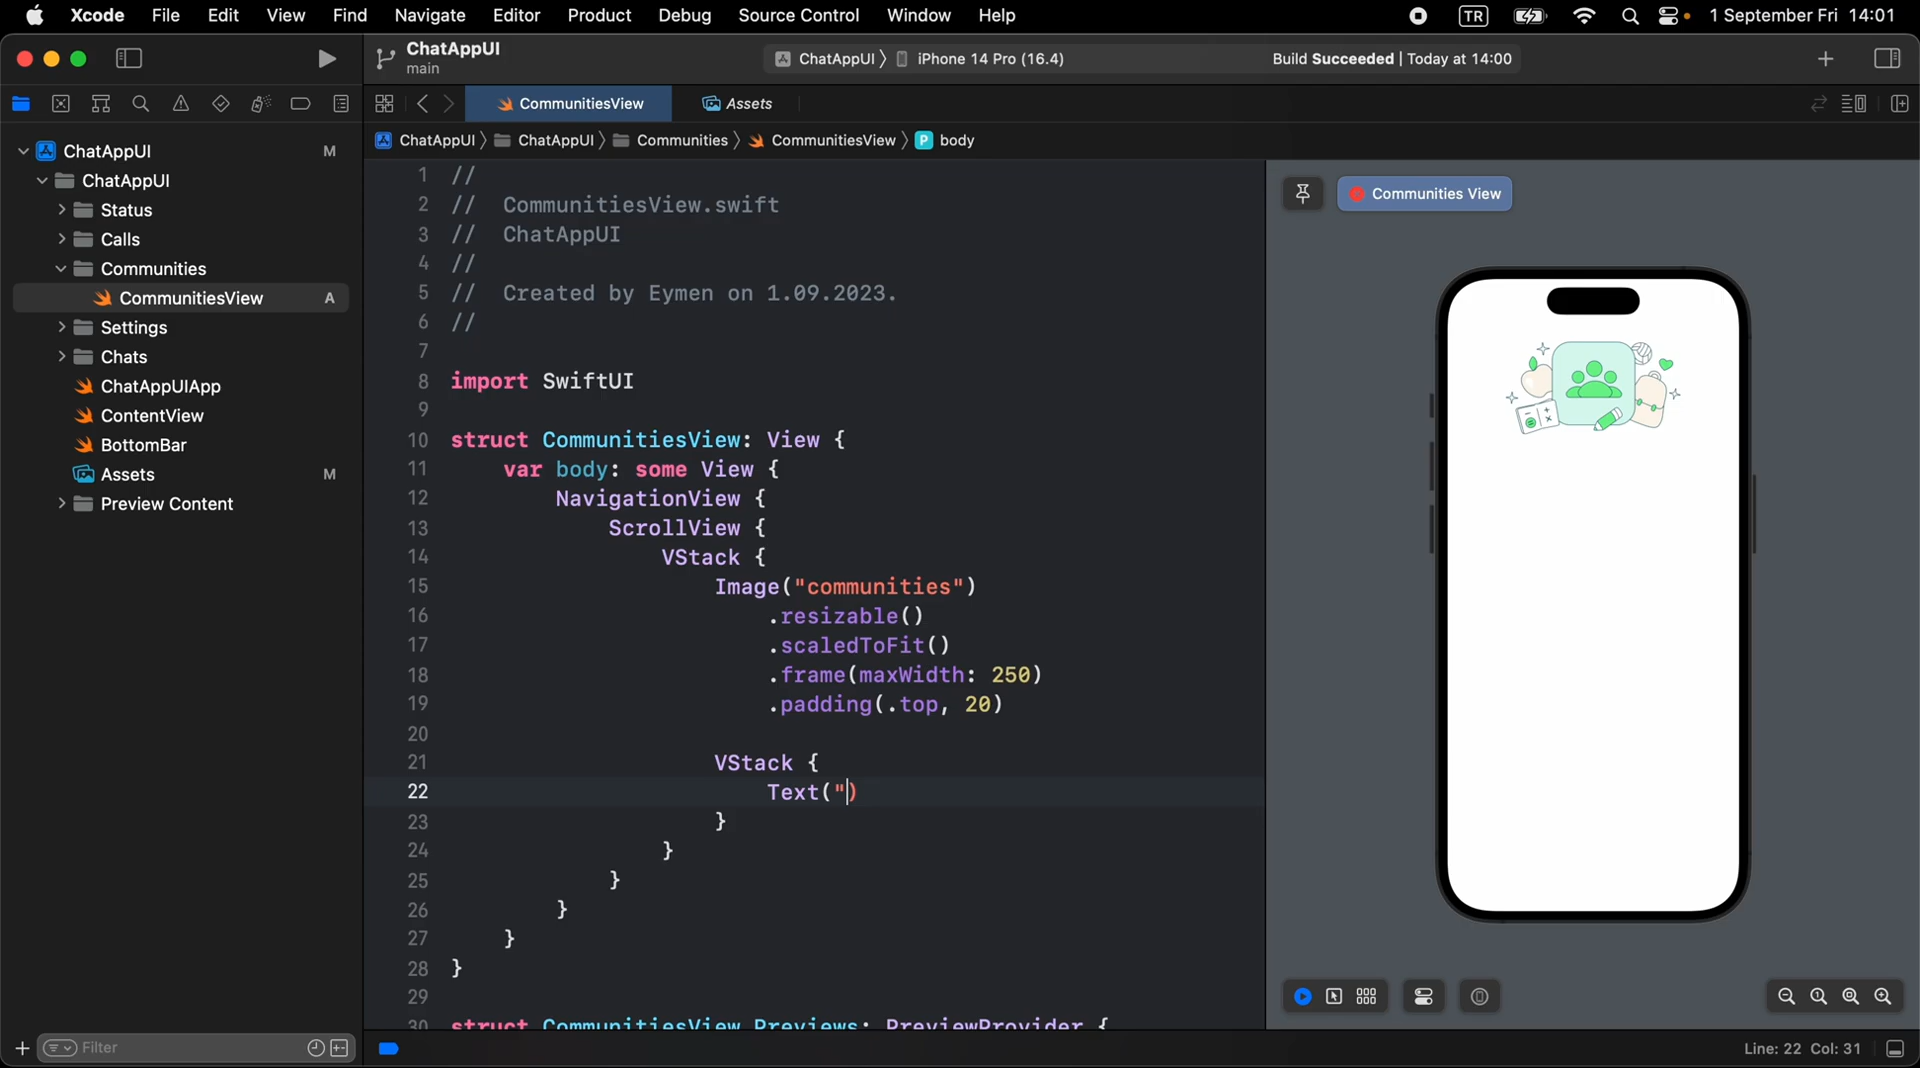 Xcode File Edit View Find Navigate Editor Product Debug Source Control Window Help TR 1 September Fri 14:01
ChatAppUI
main
ChatAppUI 〉 iPhone 14 Pro (16.4) Build Succeeded | Today at 14:00
CommunitiesView Assets
ChatAppUI 〉 ChatAppUI 〉 Communities 〉 CommunitiesView 〉 P body
ChatAppUI M
ChatAppUI
Status
Calls
Communities
CommunitiesView A
Settings
Chats
ChatAppUIApp
ContentView
BottomBar
Assets M
Preview Content
Filter
1 //
2 // CommunitiesView.swift
3 // ChatAppUI
4 //
5 // Created by Eymen on 1.09.2023.
6 //
7
8 import SwiftUI
9
10 struct CommunitiesView: View {
11 var body: some View {
12 NavigationView {
13 ScrollView {
14 VStack {
15 Image("communities")
16 .resizable()
17 .scaledToFit()
18 .frame(maxWidth: 250)
19 .padding(.top, 20)
20
21 VStack {
22 Text(")
23 }
24 }
25 }
26 }
27 }
28 }
29
30 struct CommunitiesView_Previews: PreviewProvider {
Communities View
Line: 22 Col: 31